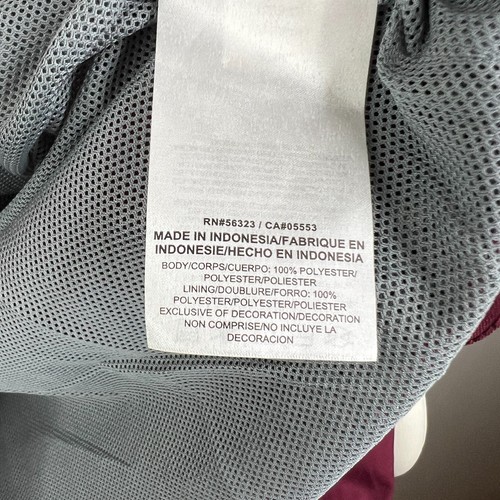 RN#56323 / CA#05553
MADE IN INDONESIA/FABRIQUE EN
INDONESIE/HECHO EN INDONESIA
BODY/CORPS/CUERPO: 100% POLYESTER/
POLYESTER/POLIESTER
LINING/DOUBLURE/FORRO: 100%
POLYESTER/POLYESTER/POLIESTER
EXCLUSIVE OF DECORATION/DECORATION
NON COMPRISE/NO INCLUYE LA
DECORACION